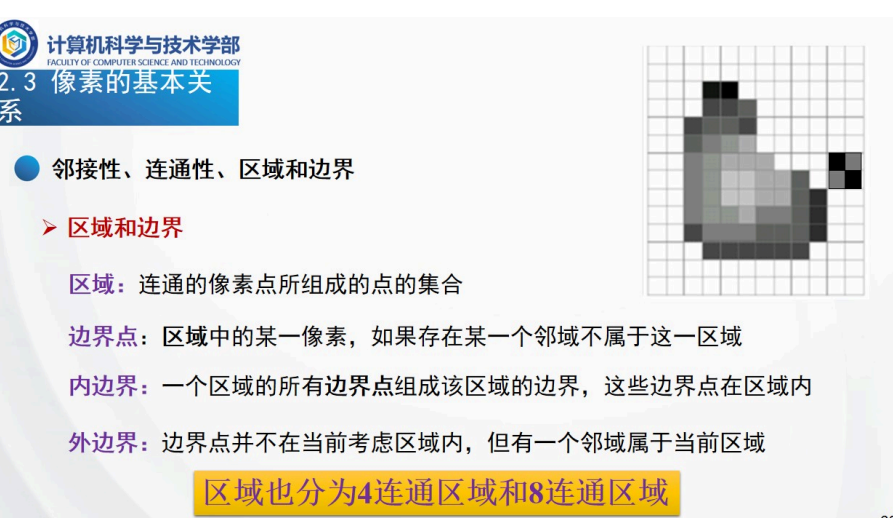 计算机科学与技术学部
FACULTY OF COMPUTER SCIENCE AND TECHNOLOGY
2.3 像素的基本关
系
邻接性、连通性、区域和边界
区域和边界
区域：连通的像素点所组成的点的集合
边界点：区域中的某一像素，如果存在某一个邻域不属于这一区域
内边界：一个区域的所有边界点组成该区域的边界，这些边界点在区域内
外边界：边界点并不在当前考虑区域内，但有一个邻域属于当前区域
区域也分为4连通区域和8连通区域